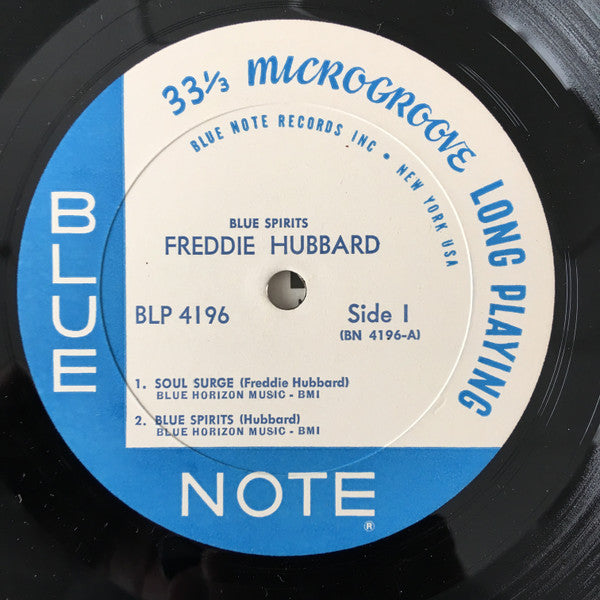 33⅓ MICROGROOVE LONG PLAYING
BLUE NOTE RECORDS INC • NEW YORK USA
BLUE SPIRITS
FREDDIE HUBBARD
BLP 4196
Side 1
(BN 4196-A)
1. SOUL SURGE (Freddie Hubbard)
BLUE HORIZON MUSIC - BMI
2. BLUE SPIRITS (Hubbard)
BLUE HORIZON MUSIC - BMI
BLUE
NOTE ®